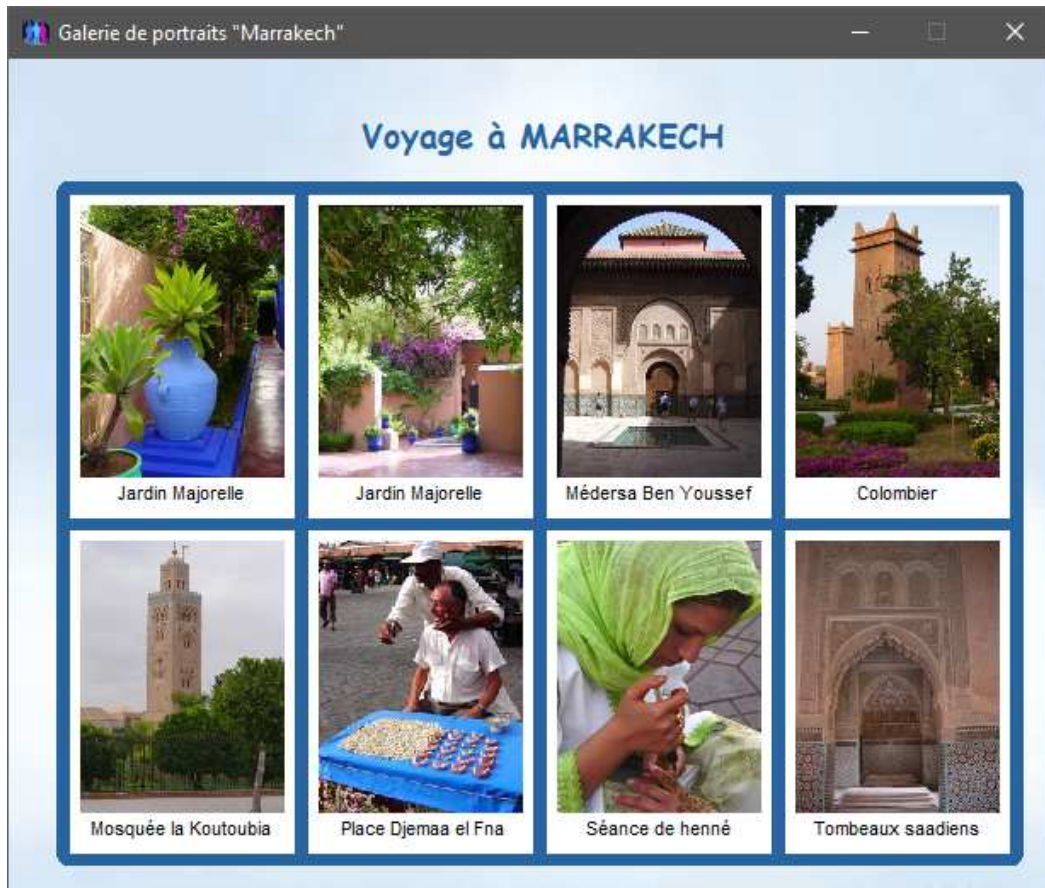 Galerie de portraits "Marrakech"
Voyage à MARRAKECH
Jardin Majorelle
Jardin Majorelle
Médersa Ben Youssef
Colombier
Mosquée la Koutoubia
Place Djemaa el Fna
Séance de henné
Tombeaux saadiens